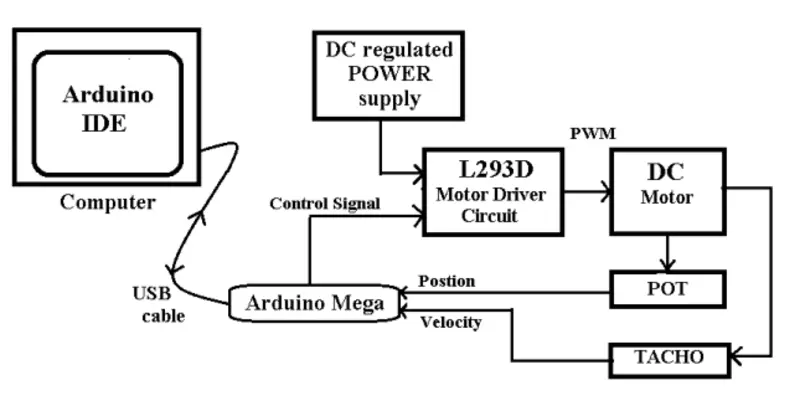 Arduino
IDE
Computer
DC regulated
POWER
supply
PWM
L293D
Motor Driver
Circuit
DC
Motor
Control Signal
USB
cable
Arduino Mega
Postion
Velocity
POT
TACHO